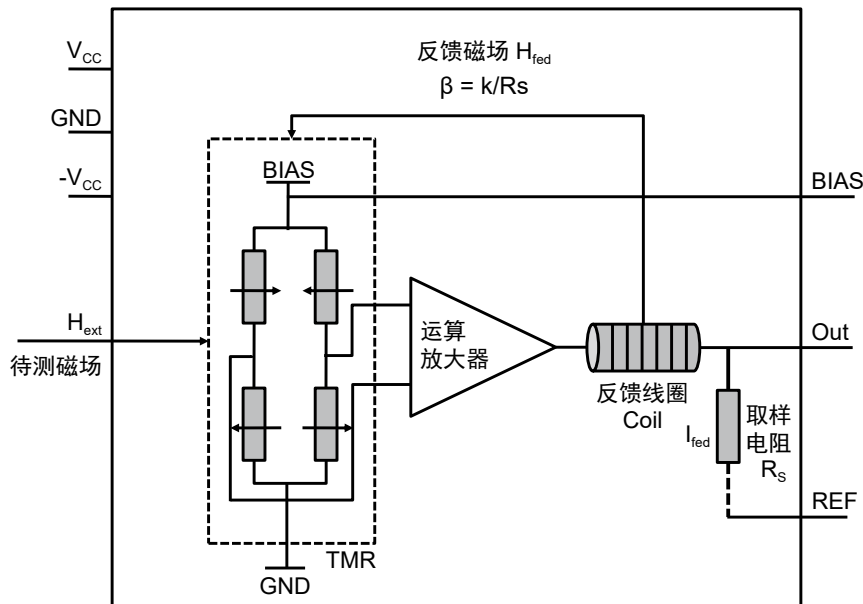 V_CC
GND
-V_CC
H_ext
待测磁场
反馈磁场 H_fed
β = k/Rs
BIAS
GND
TMR
运算
放大器
反馈线圈
Coil
I_fed
取样
电阻
R_S
BIAS
Out
REF